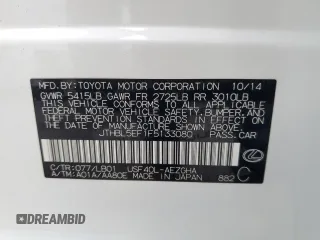 MFD. BY: TOYOTA MOTOR CORPORATION 10/14
GVWR 5415LB GAWR FR 2725LB RR 3010LB
THIS VEHICLE CONFORMS TO ALL APPLICABLE
FEDERAL MOTOR VEHICLE SAFETY, BUMPER, AND
THEFT PREVENTION STANDARDS IN EFFECT ON
THE DATE OF MANUFACTURE SHOWN ABOVE.
JTHBL5EF1F5133080 PASS.CAR
C/TR:077/LB01 USF40L-AEZGHA
A/TM:A01A/AA80E MADE IN JAPAN 882 C